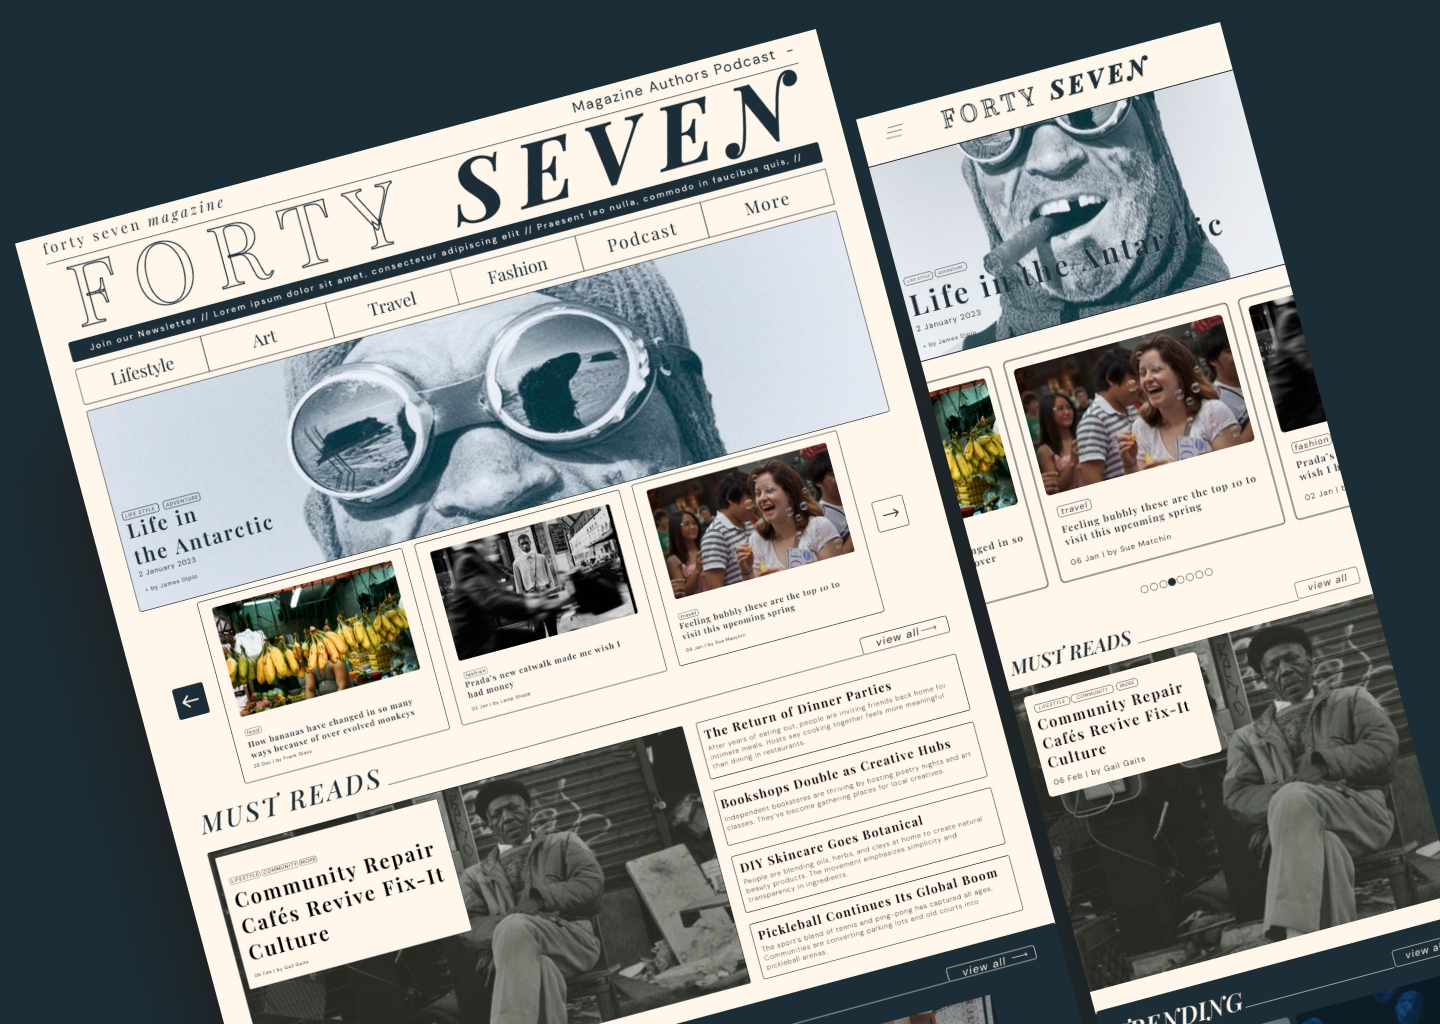 Magazine Authors Podcast –
forty seven magazine
FORTY SEVEN
Join our Newsletter // Lorem ipsum dolor sit amet, consectetur adipiscing elit // Praesent leo nulla, commodo in faucibus quis, //
Lifestyle Art Travel Fashion Podcast More
LIFE STYLE ADVENTURE
Life in
the Antarctic
2 January 2023
+ by James Diplo
←
→
food
How bananas have changed in so many
ways because of over evolved monkeys
28 Dec | by Frank Glass
fashion
Prada's new catwalk made me wish I
had money
02 Jan | by Lamp Shade
travel
Feeling bubbly these are the top 10 to
visit this upcoming spring
06 Jan | by Sue Matchin
view all →
MUST READS
LIFESTYLE COMMUNITY MORE
Community Repair
Cafés Revive Fix-It
Culture
06 Feb | by Gail Gaits
The Return of Dinner Parties
After years of eating out, people are inviting friends back home for
intimate meals. Hosts say cooking together feels more meaningful
than dining in restaurants.
Bookshops Double as Creative Hubs
Independent bookstores are thriving by hosting poetry nights and art
classes. They've become gathering places for local creatives.
DIY Skincare Goes Botanical
People are blending oils, herbs, and clays at home to create natural
beauty products. The movement emphasizes simplicity and
transparency in ingredients.
Pickleball Continues Its Global Boom
The sport's blend of tennis and ping-pong has captured all ages.
Communities are converting parking lots and old courts into
pickleball arenas.
view all →
FORTY SEVEN
LIFE STYLE ADVENTURE
Life in the Antarctic
2 January 2023
+ by James Diplo
nged in so
over
travel
Feeling bubbly these are the top 10 to
visit this upcoming spring
06 Jan | by Sue Matchin
fashion
Prada's
wish I h
02 Jan | b
view all
MUST READS
LIFESTYLE COMMUNITY MORE
Community Repair
Cafés Revive Fix-It
Culture
06 Feb | by Gail Gaits
view al
RENDING